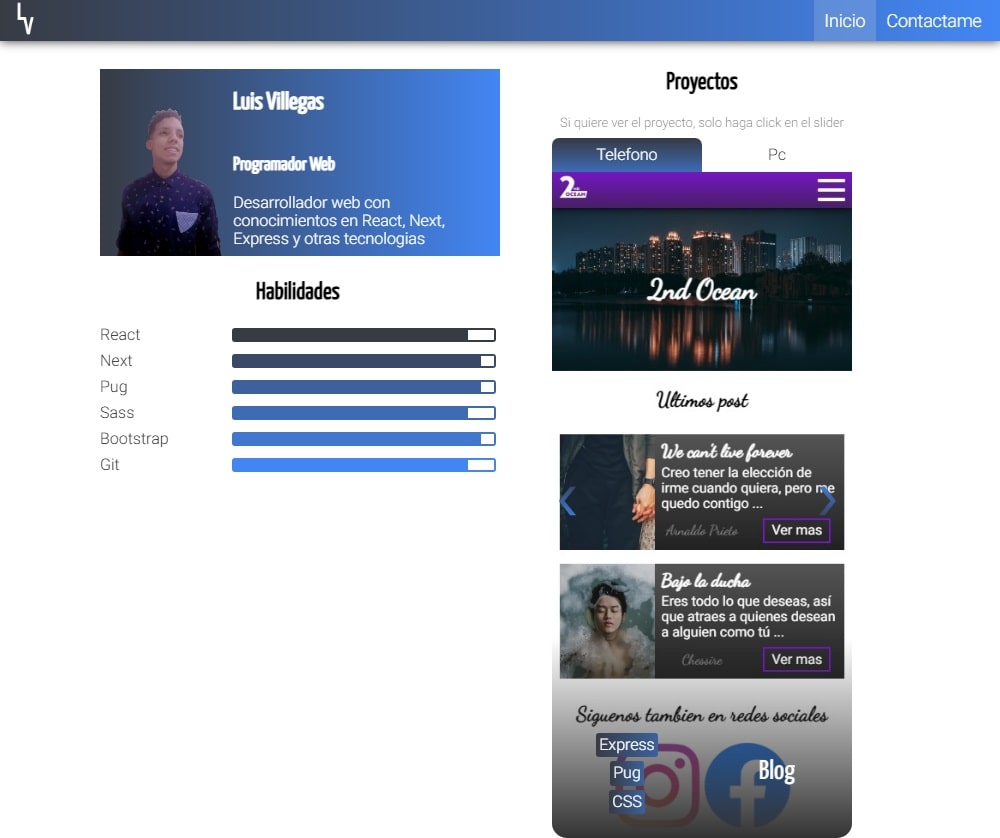 LV
Inicio
Contactame
Luis Villegas
Programador Web
Desarrollador web con
conocimientos en React, Next,
Express y otras tecnologias
Habilidades
React
Next
Pug
Sass
Bootstrap
Git
Proyectos
Si quiere ver el proyecto, solo haga click en el slider
Telefono
Pc
2ND
OCEAN
2nd Ocean
Ultimos post
We can't live forever
Creo tener la elección de
irme cuando quiera, pero me
quedo contigo ...
Arnaldo Prieto
Ver mas
Bajo la ducha
Eres todo lo que deseas, así
que atraes a quienes desean
a alguien como tú ...
Chessire
Ver mas
Siguenos tambien en redes sociales
Express
Pug
CSS
Blog